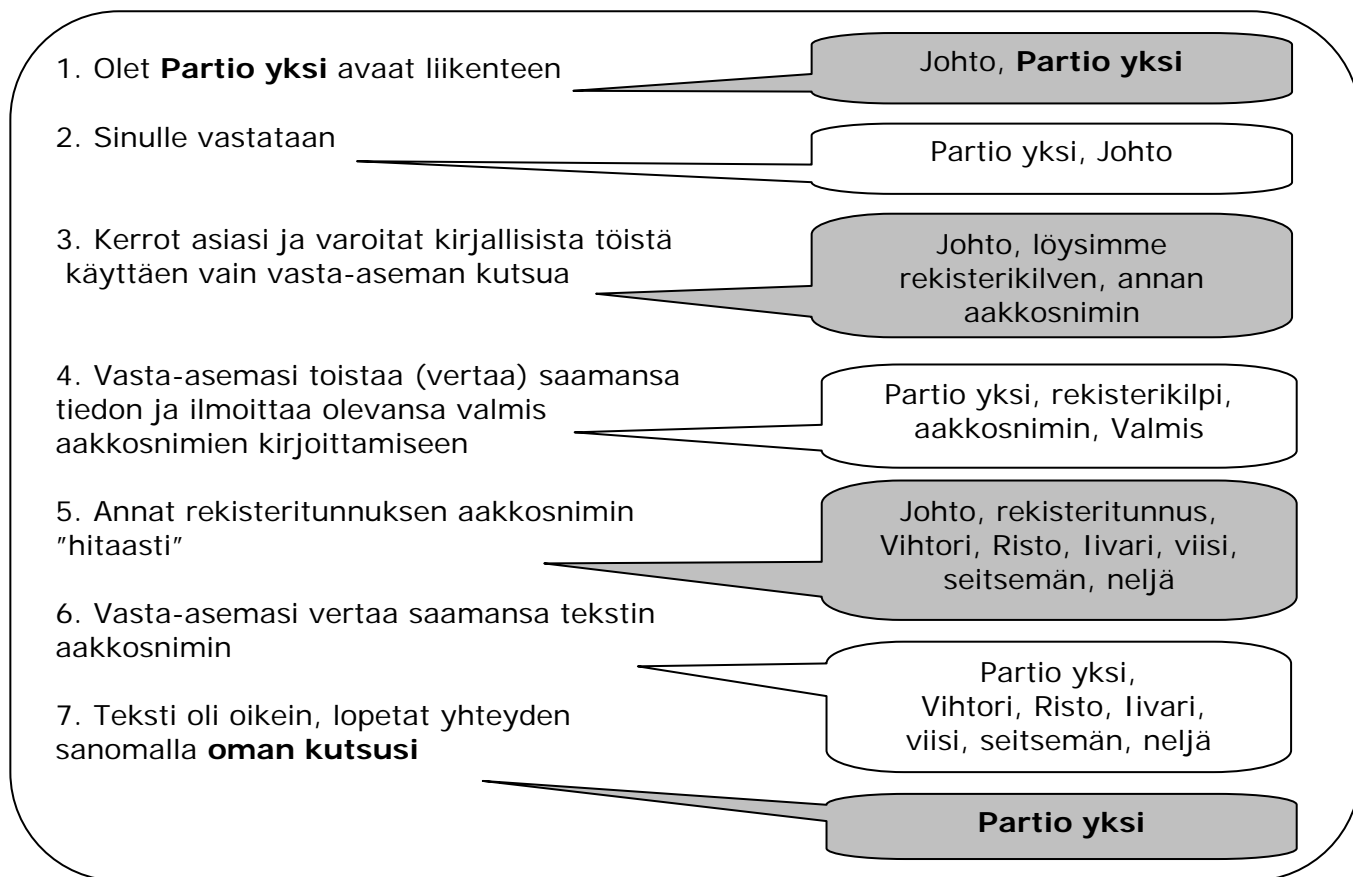 1. Olet Partio yksi avaat liikenteen
Johto, Partio yksi
2. Sinulle vastataan
Partio yksi, Johto
3. Kerrot asiasi ja varoitat kirjallisista töistä
käyttäen vain vasta-aseman kutsua
Johto, löysimme
rekisterikilven, annan
aakkosnimin
4. Vasta-asemasi toistaa (vertaa) saamansa
tiedon ja ilmoittaa olevansa valmis
aakkosnimien kirjoittamiseen
Partio yksi, rekisterikilpi,
aakkosnimin, Valmis
5. Annat rekisteritunnuksen aakkosnimin
"hitaasti"
Johto, rekisteritunnus,
Vihtori, Risto, Iivari, viisi,
seitsemän, neljä
6. Vasta-asemasi vertaa saamansa tekstin
aakkosnimin
Partio yksi,
Vihtori, Risto, Iivari,
viisi, seitsemän, neljä
7. Teksti oli oikein, lopetat yhteyden
sanomalla oman kutsusi
Partio yksi